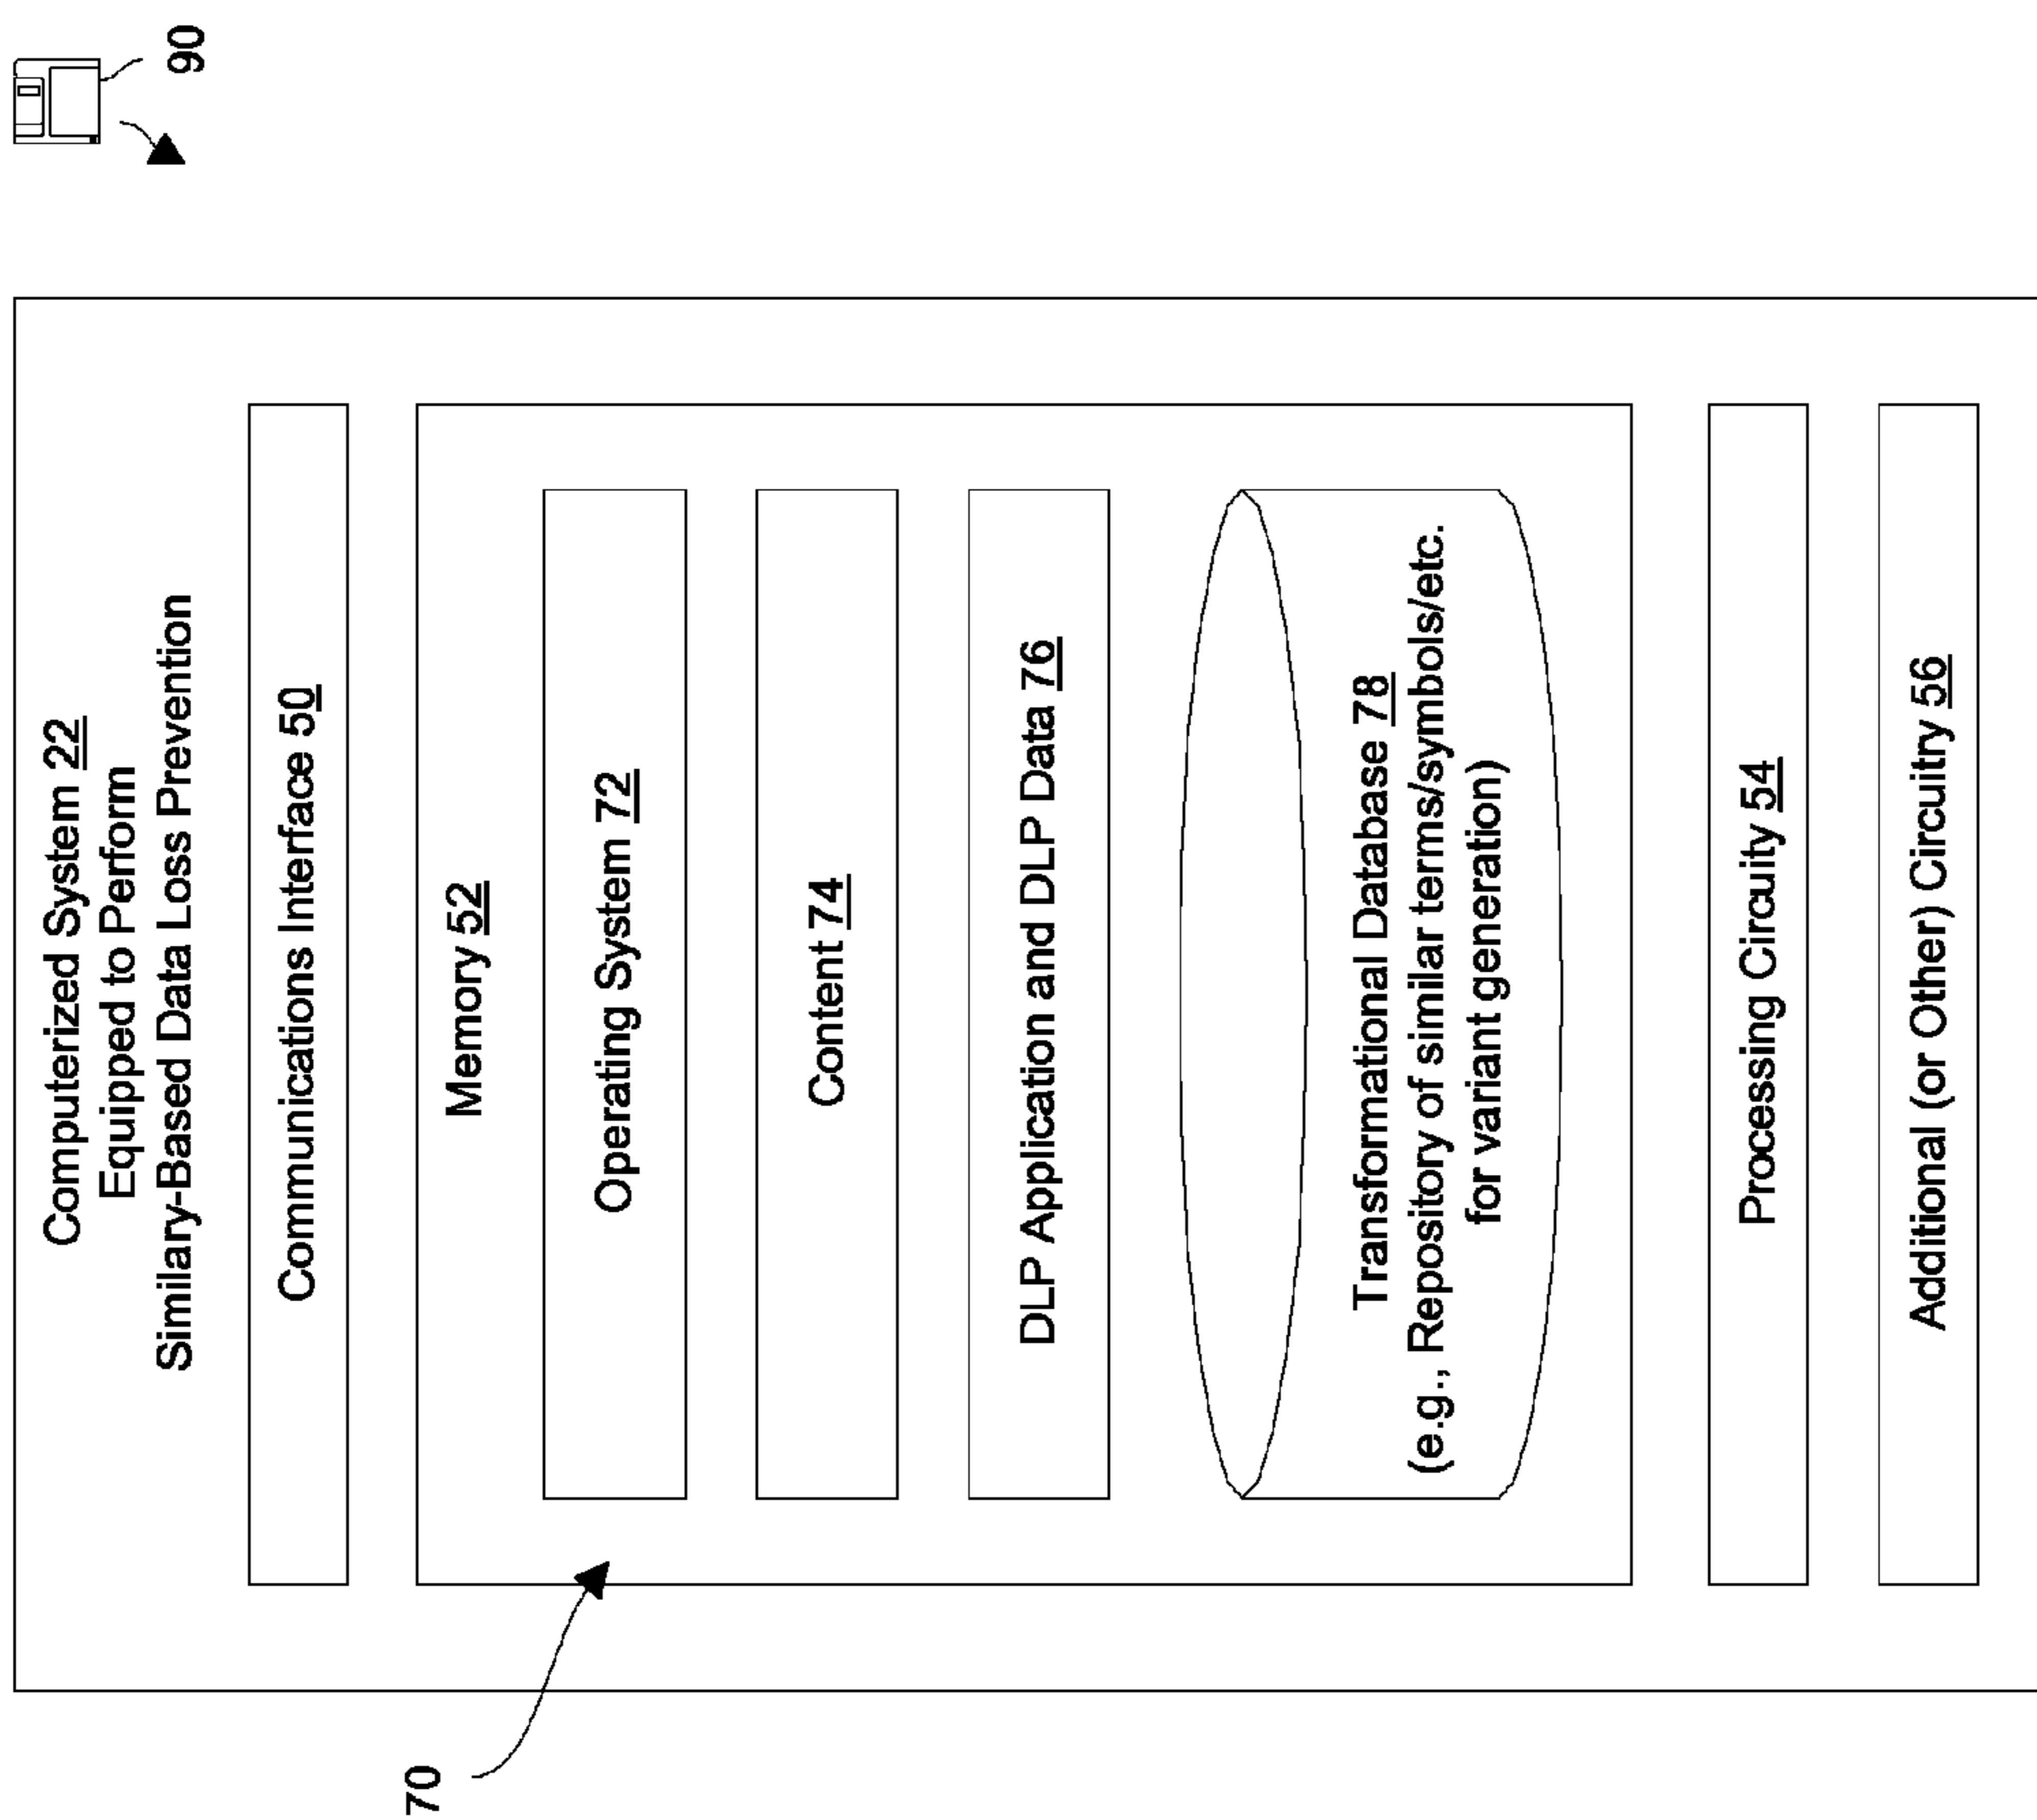 90
Computerized System 22
Equipped to Perform
Similary-Based Data Loss Prevention
Communications Interface 50
70
Memory 52
Operating System 72
Content 74
DLP Application and DLP Data 76
Transformational Database 78
(e.g., Repository of similar terms/symbols/etc.
for variant generation)
Processing Circuity 54
Additional (or Other) Circuitry 56